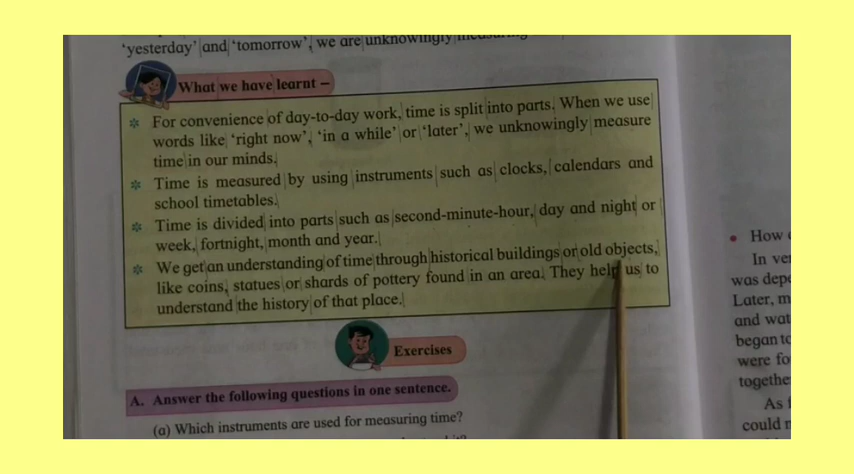 'yesterday' and 'tomorrow', we are unknowingly
What we have learnt –
For convenience of day-to-day work, time is split into parts. When we use
words like 'right now', 'in a while' or 'later', we unknowingly measure
time in our minds.
Time is measured by using instruments such as clocks, calendars and
school timetables.
Time is divided into parts such as second-minute-hour, day and night or
week, fortnight, month and year.
We get an understanding of time through historical buildings or old objects,
like coins, statues or shards of pottery found in an area. They help us to
understand the history of that place.
Exercises
A. Answer the following questions in one sentence.
(a) Which instruments are used for measuring time?
• How
In
was
Later,
and
began to
were
As
could